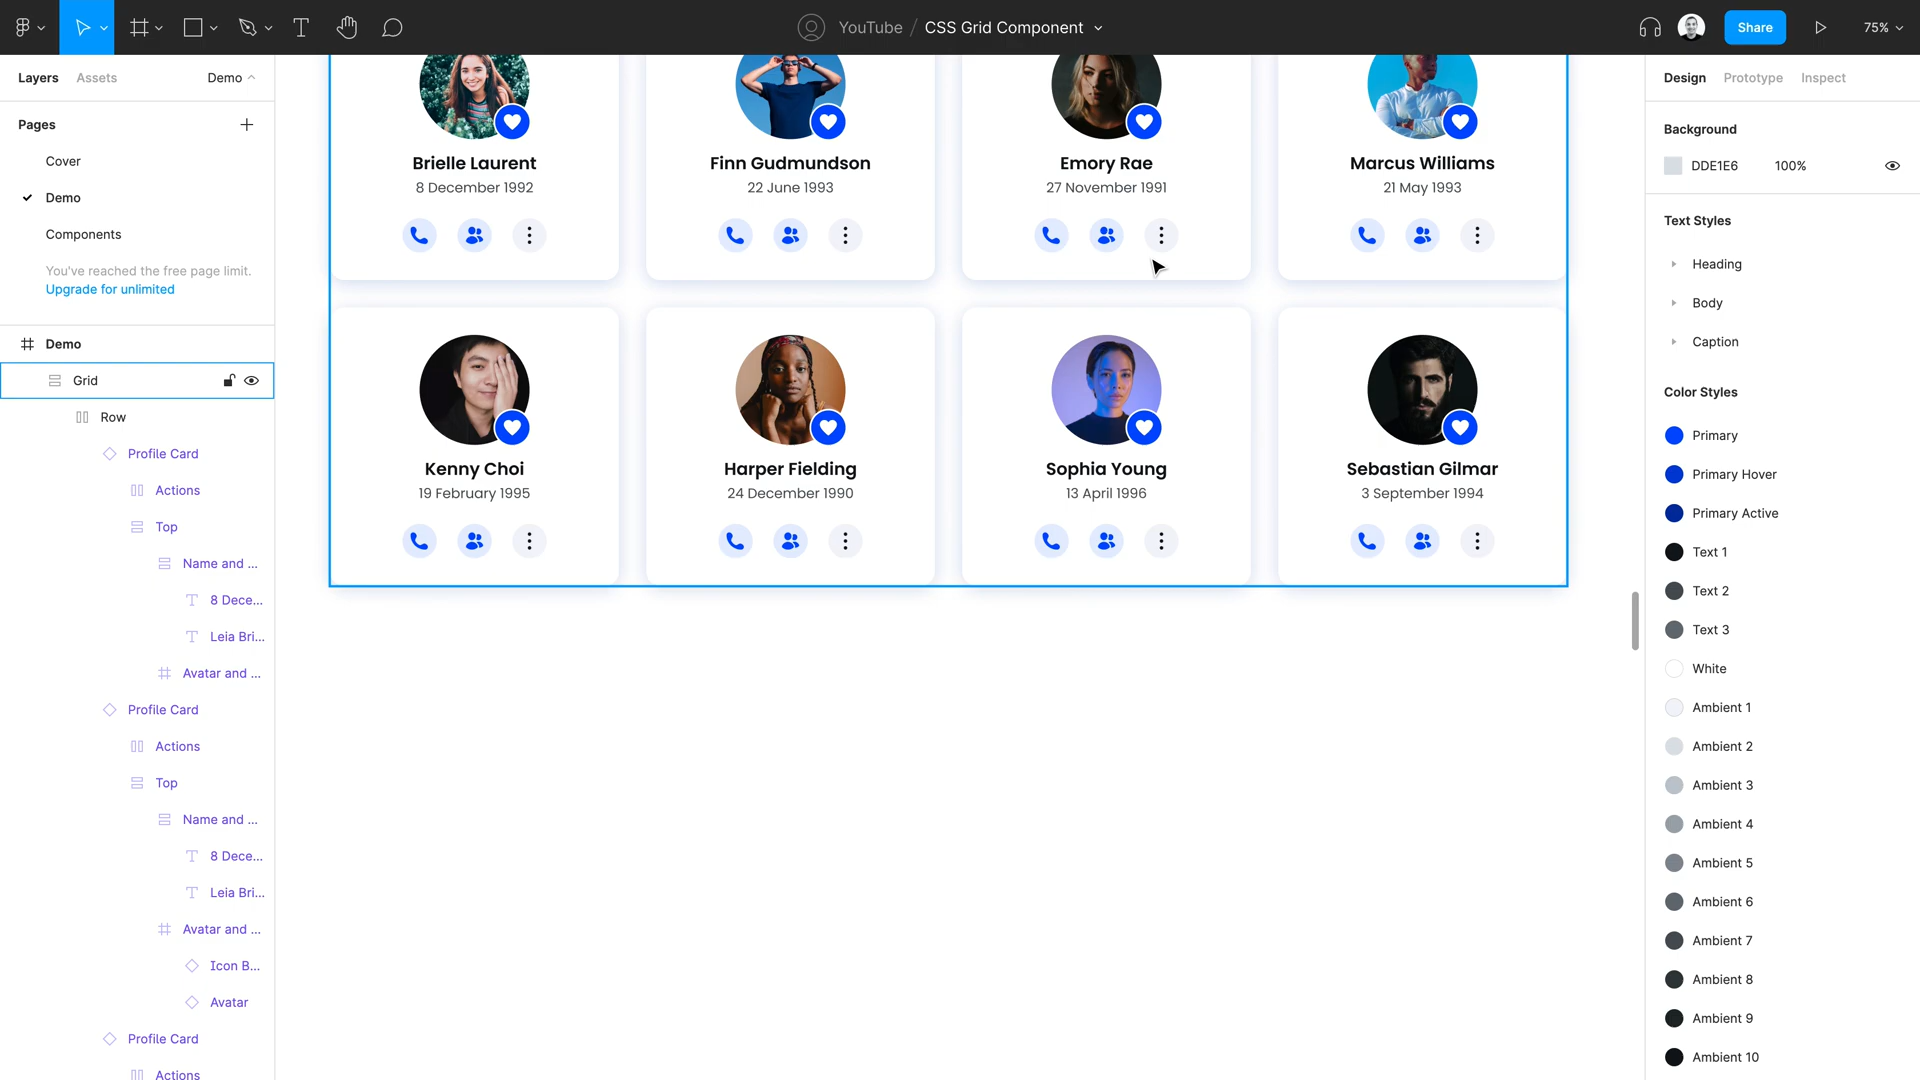 YouTube / CSS Grid Component
Share
75%
Layers Assets Demo
Pages
Cover
Demo
Components
You've reached the free page limit.
Upgrade for unlimited
Demo
Grid
Row
Profile Card
Actions
Top
Name and ...
8 Dece...
Leia Bri...
Avatar and ...
Profile Card
Actions
Top
Name and ...
8 Dece...
Leia Bri...
Avatar and ...
Icon B...
Avatar
Profile Card
Actions
Brielle Laurent
8 December 1992
Finn Gudmundson
22 June 1993
Emory Rae
27 November 1991
Marcus Williams
21 May 1993
Kenny Choi
19 February 1995
Harper Fielding
24 December 1990
Sophia Young
13 April 1996
Sebastian Gilmar
3 September 1994
Design Prototype Inspect
Background
DDE1E6 100%
Text Styles
Heading
Body
Caption
Color Styles
Primary
Primary Hover
Primary Active
Text 1
Text 2
Text 3
White
Ambient 1
Ambient 2
Ambient 3
Ambient 4
Ambient 5
Ambient 6
Ambient 7
Ambient 8
Ambient 9
Ambient 10